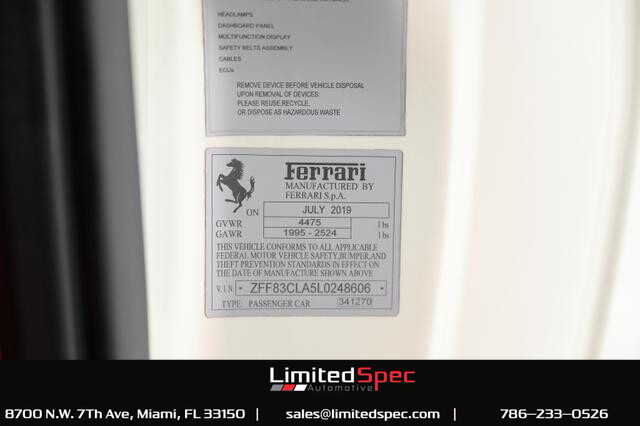 HEADLAMPS
DASHBOARD PANEL
MULTIFUNCTION DISPLAY
SAFETY BELTS ASSEMBLY
CABLES
ECUs
REMOVE DEVICE BEFORE VEHICLE DISPOSAL
UPON REMOVAL OF DEVICES:
PLEASE REUSE,RECYCLE,
OR DISPOSE AS HAZARDOUS WASTE
Ferrari
MANUFACTURED BY
FERRARI S.p.A.
ON JULY 2019
GVWR 4475 lbs
GAWR 1995 - 2524 lbs
THIS VEHICLE CONFORMS TO ALL APPLICABLE
FEDERAL MOTOR VEHICLE SAFETY,BUMPER,AND
THEFT PREVENTION STANDARDS IN EFFECT ON
THE DATE OF MANUFACTURE SHOWN ABOVE
V.I.N. * ZFF83CLA5L0248606 *
TYPE: PASSENGER CAR 341270
LimitedSpec
Automotive
8700 N.W. 7Th Ave, Miami, FL 33150 | sales@limitedspec.com | 786-233-0526